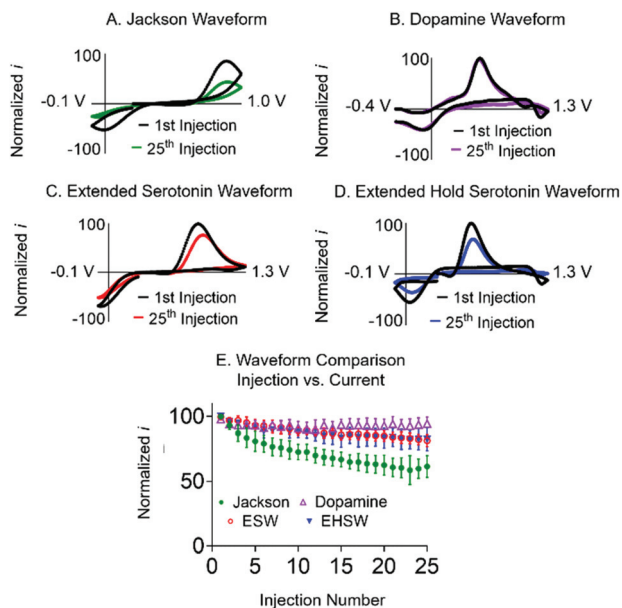 A. Jackson Waveform
Normalized i
100
-0.1 V
1.0 V
-100
1st Injection
25th Injection
B. Dopamine Waveform
Normalized i
100
-0.4 V
1.3 V
-100
1st Injection
25th Injection
C. Extended Serotonin Waveform
Normalized i
100
-0.1 V
1.3 V
-100
1st Injection
25th Injection
D. Extended Hold Serotonin Waveform
Normalized i
100
-0.1 V
1.3 V
-100
1st Injection
25th Injection
E. Waveform Comparison
Injection vs. Current
Normalized i
100
50
0
Jackson
Dopamine
ESW
EHSW
0 5 10 15 20 25
Injection Number